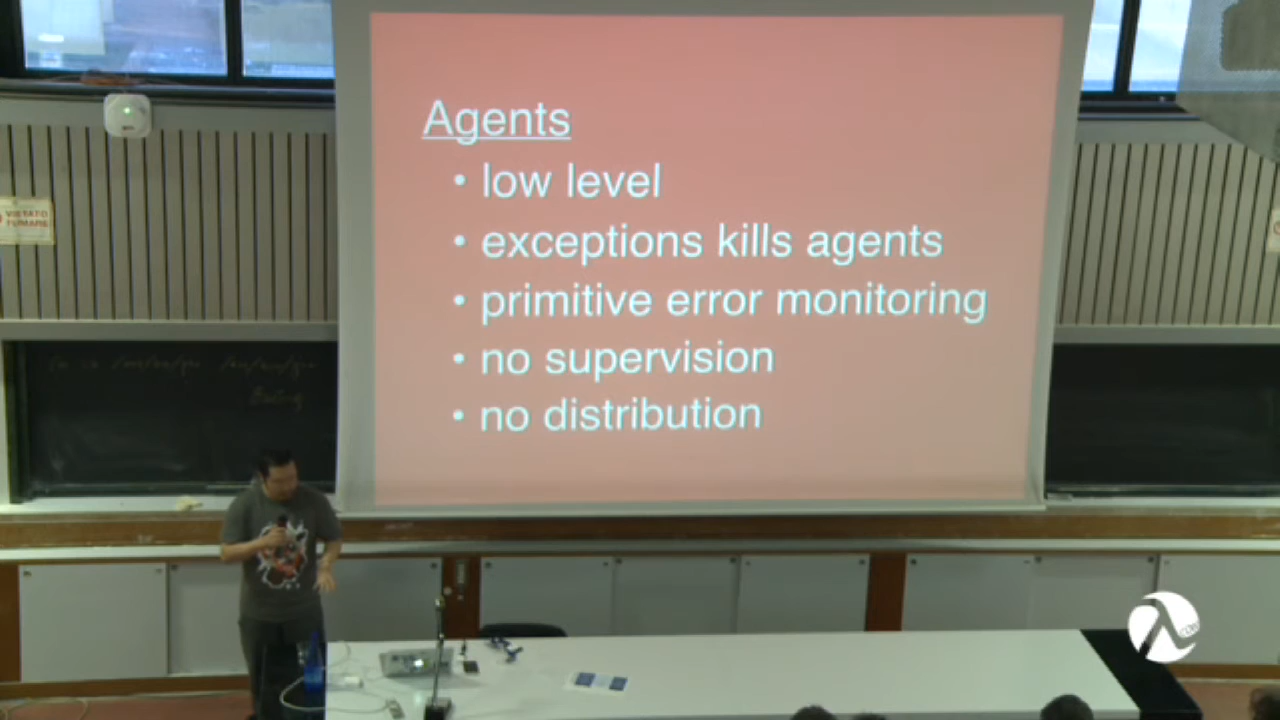 Agents
• low level
• exceptions kills agents
• primitive error monitoring
• no supervision
• no distribution
VIETATO
FUMARE